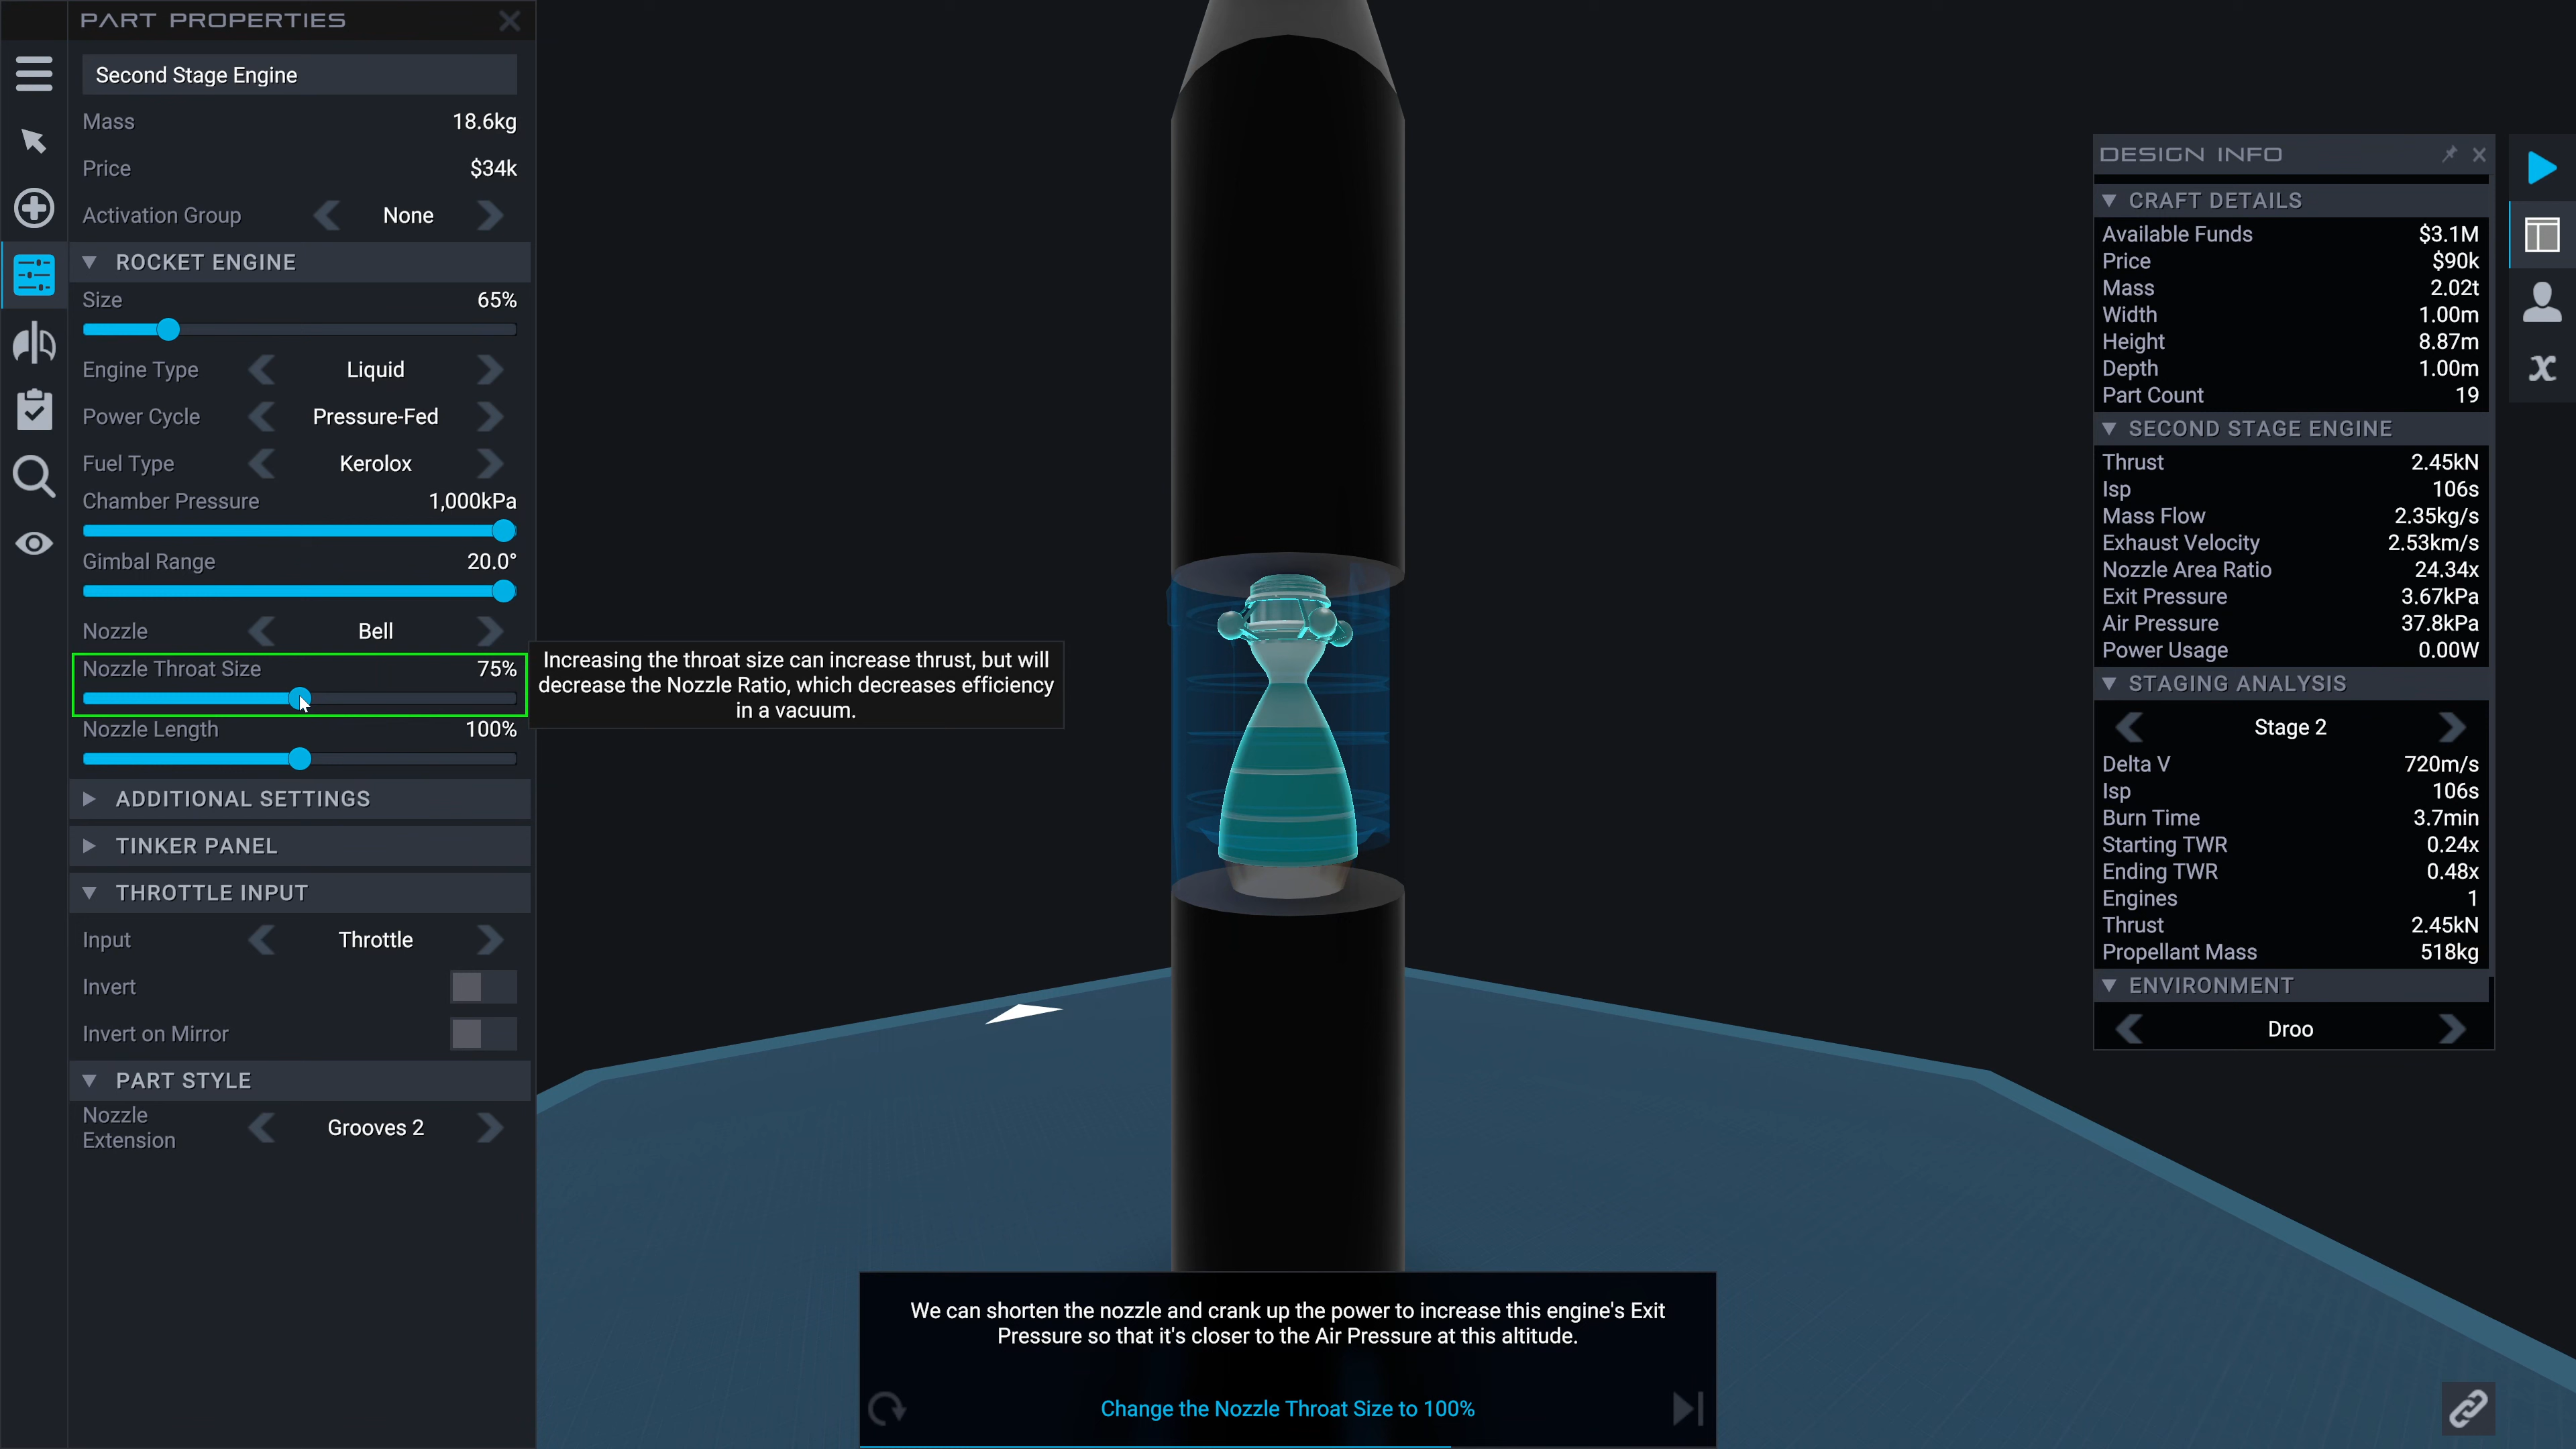 PART PROPERTIES
Second Stage Engine
Mass 18.6kg
Price $34k
Activation Group None
ROCKET ENGINE
Size 65%
Engine Type Liquid
Power Cycle Pressure-Fed
Fuel Type Kerolox
Chamber Pressure 1,000kPa
Gimbal Range 20.0°
Nozzle Bell
Nozzle Throat Size 75%
Nozzle Length 100%
ADDITIONAL SETTINGS
TINKER PANEL
THROTTLE INPUT
Input Throttle
Invert
Invert on Mirror
PART STYLE
Nozzle
Extension Grooves 2
Increasing the throat size can increase thrust, but will
decrease the Nozzle Ratio, which decreases efficiency
in a vacuum.
We can shorten the nozzle and crank up the power to increase this engine's Exit
Pressure so that it's closer to the Air Pressure at this altitude.
Change the Nozzle Throat Size to 100%
DESIGN INFO
CRAFT DETAILS
Available Funds $3.1M
Price $90k
Mass 2.02t
Width 1.00m
Height 8.87m
Depth 1.00m
Part Count 19
SECOND STAGE ENGINE
Thrust 2.45kN
Isp 106s
Mass Flow 2.35kg/s
Exhaust Velocity 2.53km/s
Nozzle Area Ratio 24.34x
Exit Pressure 3.67kPa
Air Pressure 37.8kPa
Power Usage 0.00W
STAGING ANALYSIS
Stage 2
Delta V 720m/s
Isp 106s
Burn Time 3.7min
Starting TWR 0.24x
Ending TWR 0.48x
Engines 1
Thrust 2.45kN
Propellant Mass 518kg
ENVIRONMENT
Droo
x